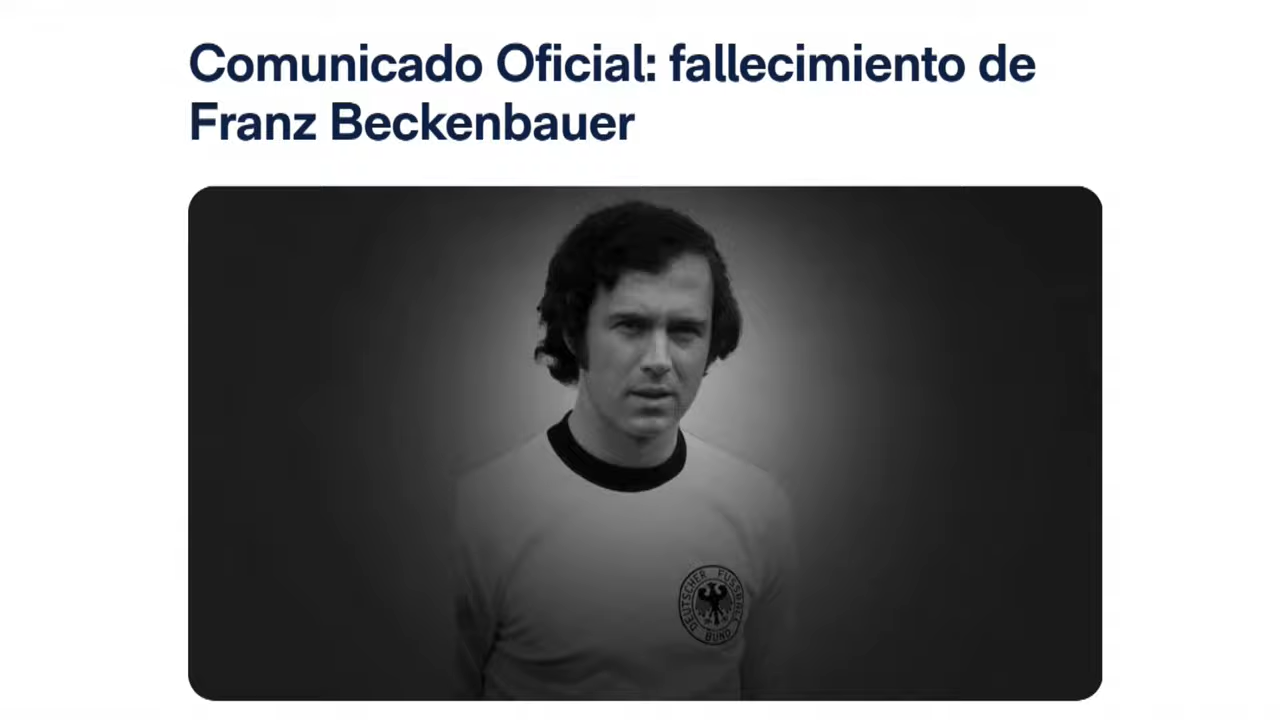 Comunicado Oficial: fallecimiento de
Franz Beckenbauer
DEUTSCHER FUSSBALL
BUND